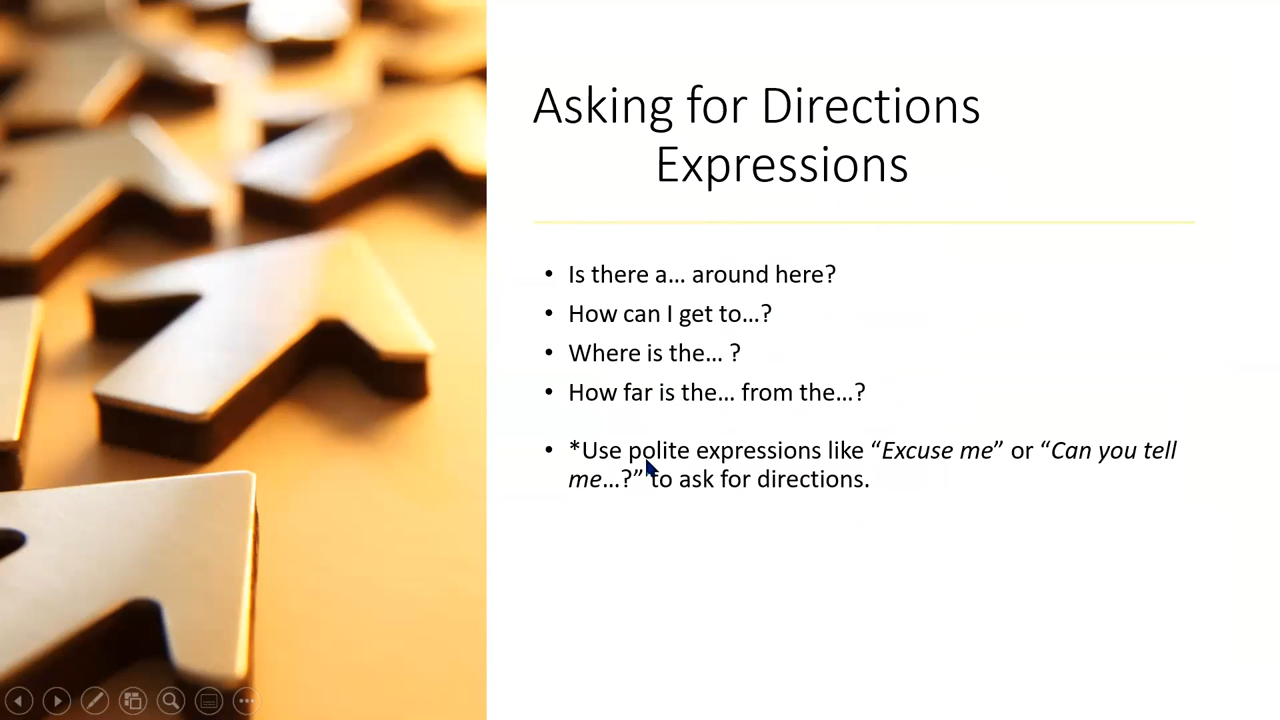 Asking for Directions
Expressions
• Is there a… around here?
• How can I get to…?
• Where is the… ?
• How far is the… from the…?
• *Use polite expressions like “Excuse me” or “Can you tell
me…?” to ask for directions.